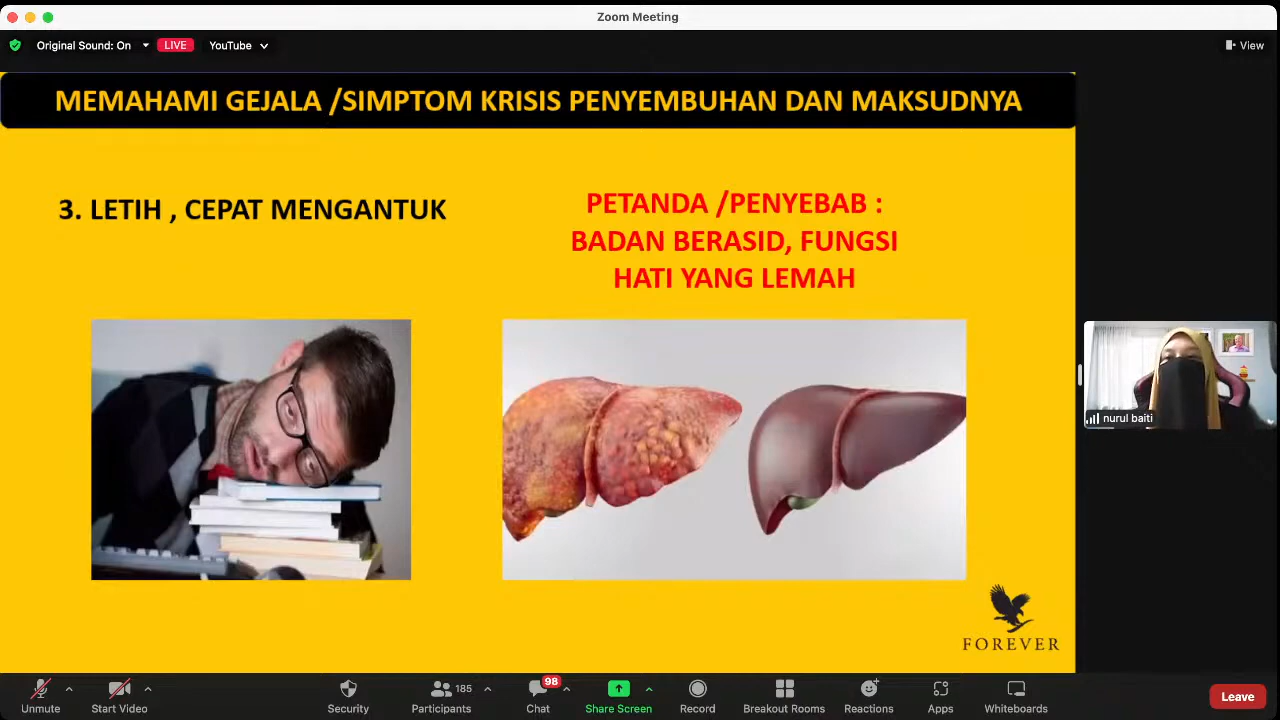 Zoom Meeting
Original Sound: On
LIVE
YouTube
View
MEMAHAMI GEJALA /SIMPTOM KRISIS PENYEMBUHAN DAN MAKSUDNYA
3. LETIH , CEPAT MENGANTUK
PETANDA /PENYEBAB :
BADAN BERASID, FUNGSI
HATI YANG LEMAH
nurul baiti
FOREVER
Unmute
Start Video
Security
185
Participants
98
Chat
Share Screen
Record
Breakout Rooms
Reactions
Apps
Whiteboards
Leave